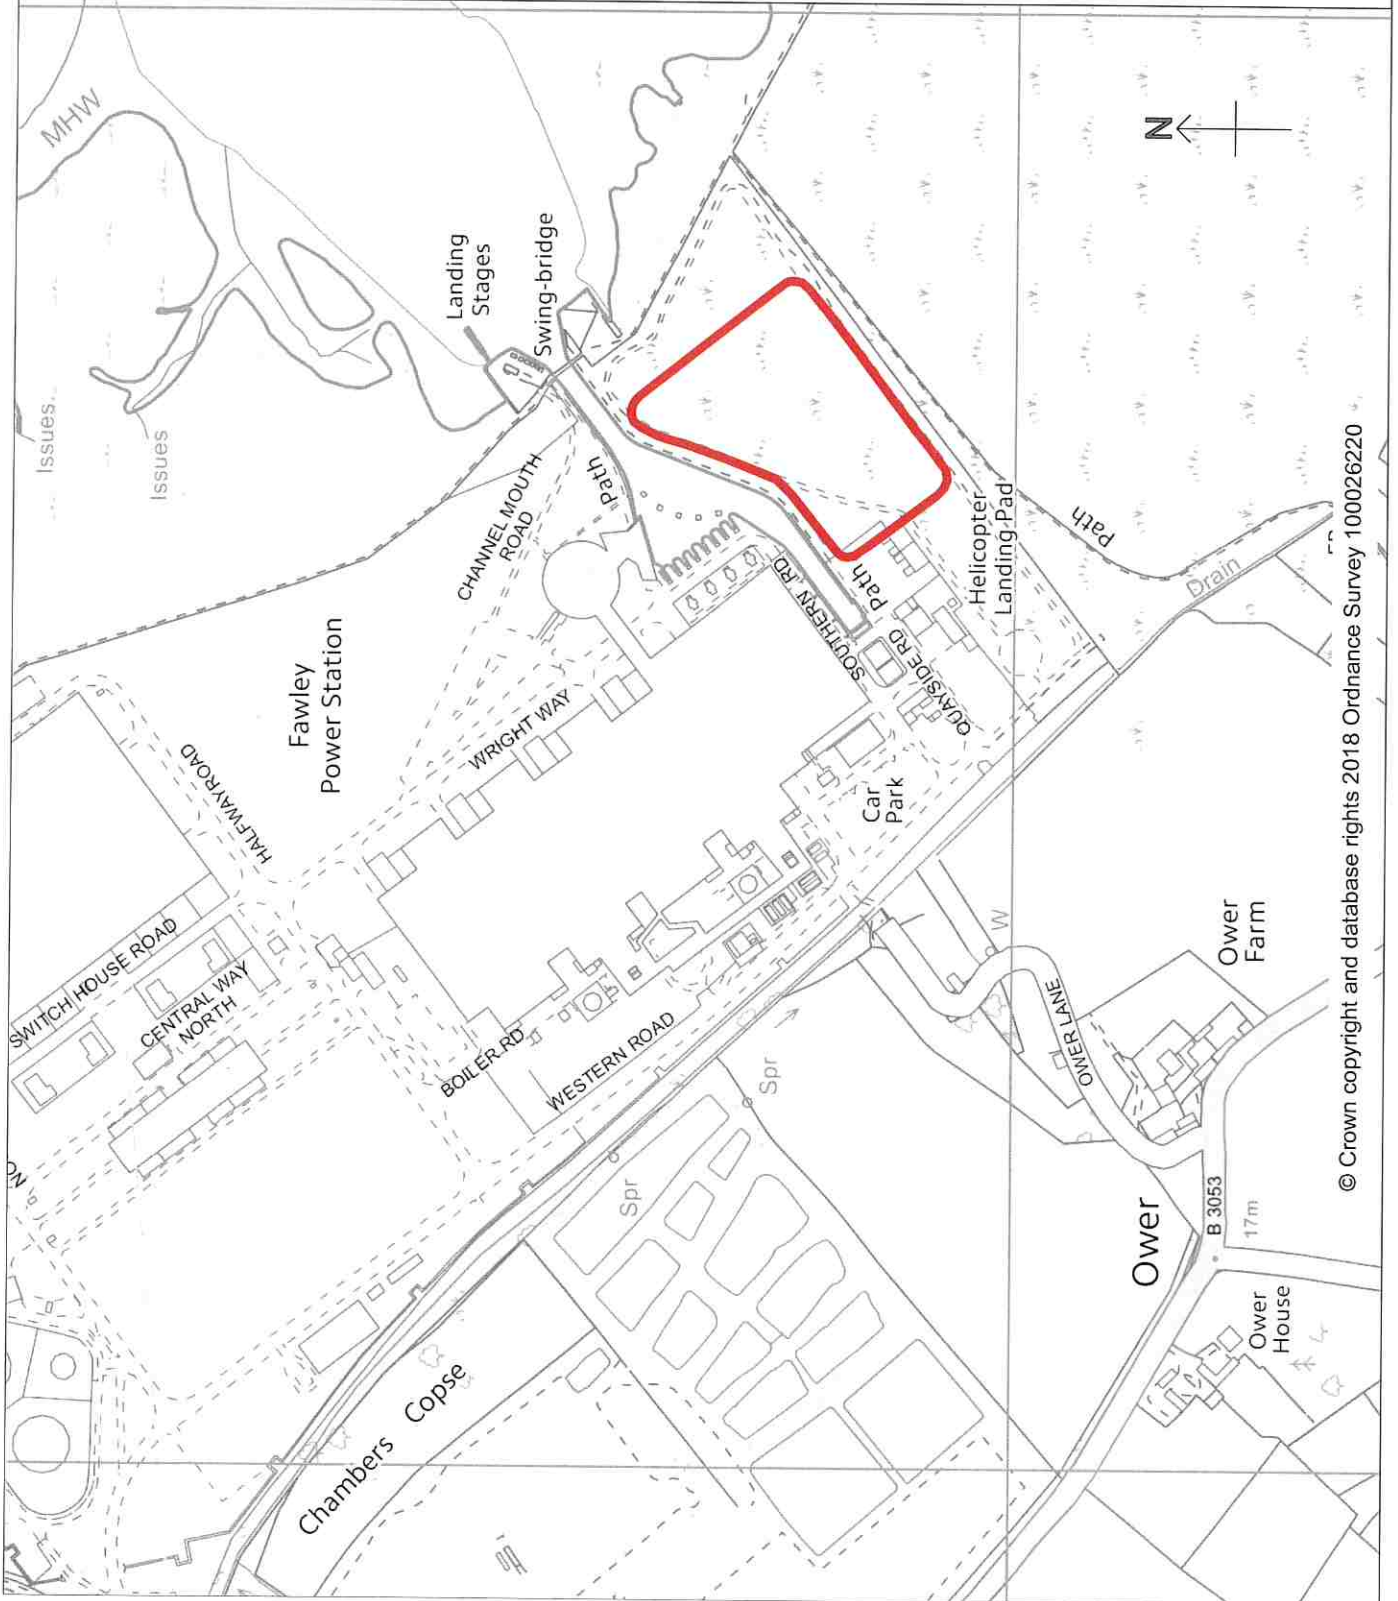 MHW
Issues
Issues
Landing
Stages
Swing-bridge
N
CHANNEL MOUTH
ROAD
Path
Fawley
Power Station
HALFWAY ROAD
WRIGHT WAY
SOUTHERN RD
Path
QUAYSIDE RD
Helicopter
Landing Pad
Path
Drain
Car
Park
SWITCH HOUSE ROAD
CENTRAL WAY
NORTH
BOILER RD
WESTERN ROAD
W
OWER LANE
Ower
Farm
Spr
Spr
Ower
B 3053
17m
Ower
House
Chambers Copse
© Crown copyright and database rights 2018 Ordnance Survey 100026220